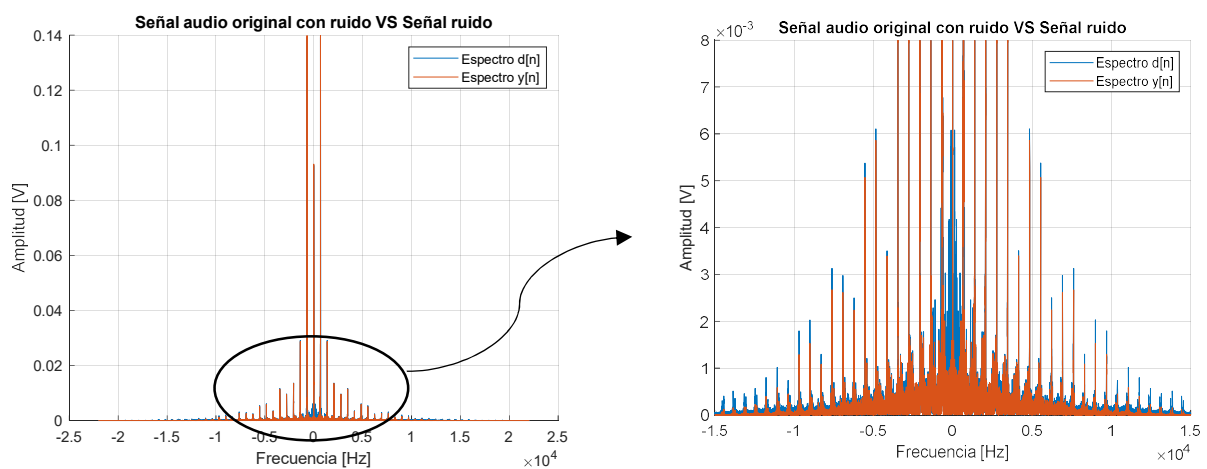 Señal audio original con ruido VS Señal ruido
0.14
0.12
0.1
0.08
0.06
0.04
0.02
0
Amplitud [V]
Espectro d[n]
Espectro y[n]
-2.5 -2 -1.5 -1 -0.5 0 0.5 1 1.5 2 2.5
×10⁴
Frecuencia [Hz]
Señal audio original con ruido VS Señal ruido
×10⁻³
8
7
6
5
4
3
2
1
0
Amplitud [V]
Espectro d[n]
Espectro y[n]
-1.5 -1 -0.5 0 0.5 1 1.5
×10⁴
Frecuencia [Hz]